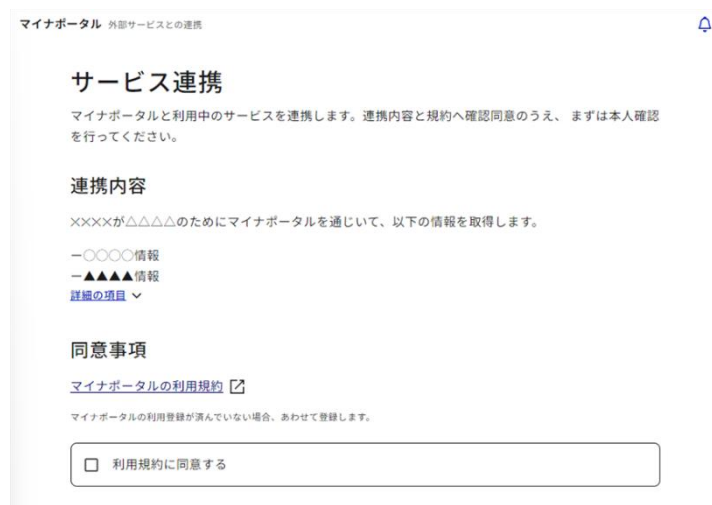 マイナポータル 外部サービスとの連携
サービス連携
マイナポータルと利用中のサービスを連携します。連携内容と規約へ確認同意のうえ、 まずは本人確認
を行ってください。
連携内容
××××が△△△△のためにマイナポータルを通じて、以下の情報を取得します。
ー○○○○情報
ー▲▲▲▲情報
詳細の項目
同意事項
マイナポータルの利用規約
マイナポータルの利用登録が済んでいない場合、あわせて登録します。
利用規約に同意する